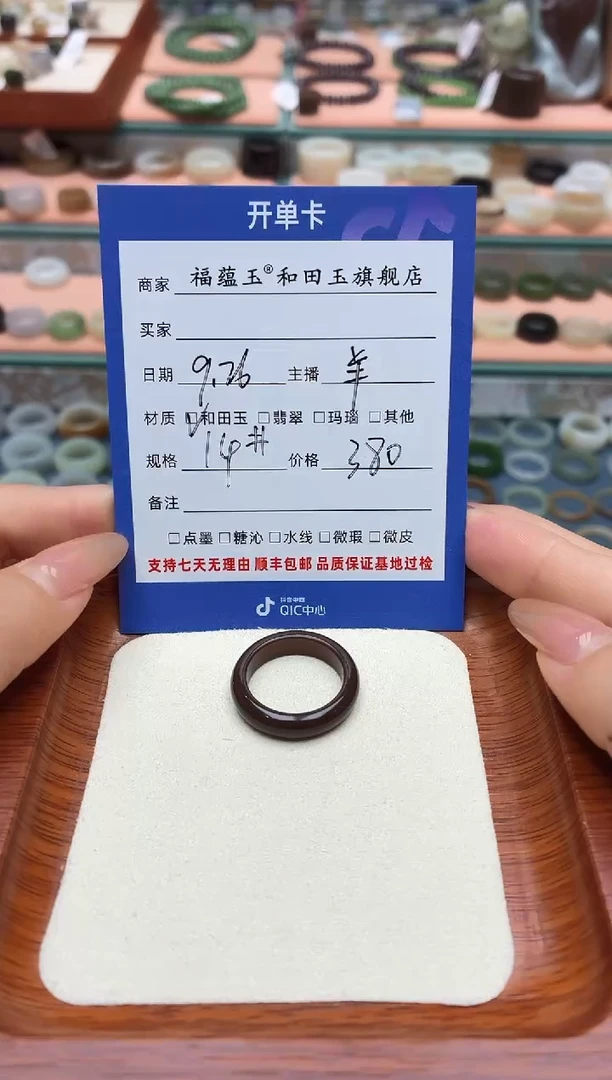 开单卡
商家 福蕴玉®和田玉旗舰店
买家
日期 9.26 主播 羊
材质 ☑和田玉 □翡翠 □玛瑙 □其他
规格 14# 价格 380
备注
□点墨 □糖沁 □水线 □微瑕 □微皮
支持七天无理由 顺丰包邮 品质保证基地过检
抖音电商
QIC中心